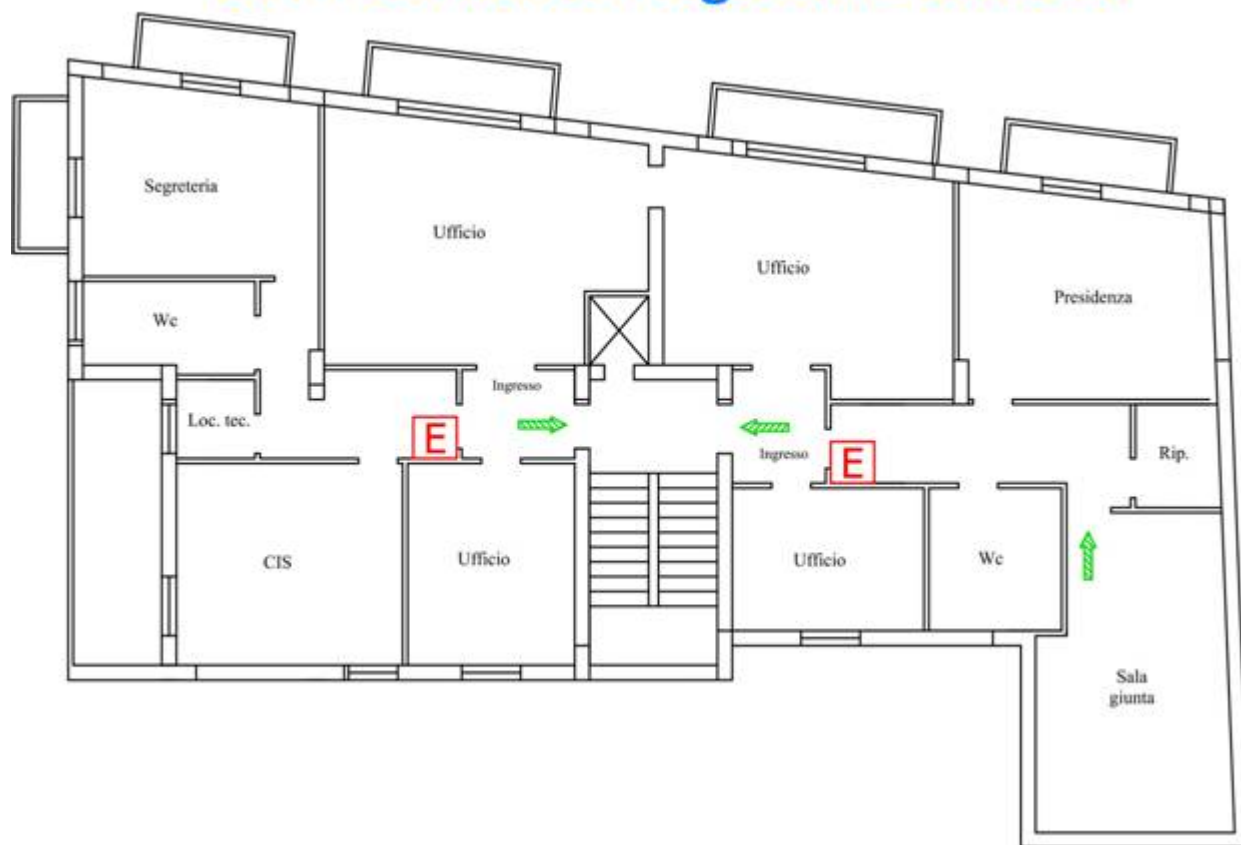 Segreteria
Ufficio
Ufficio
Presidenza
Wc
Ingresso
Loc. tec.
E
Ingresso
E
Rip.
CIS
Ufficio
Ufficio
Wc
Sala
giunta